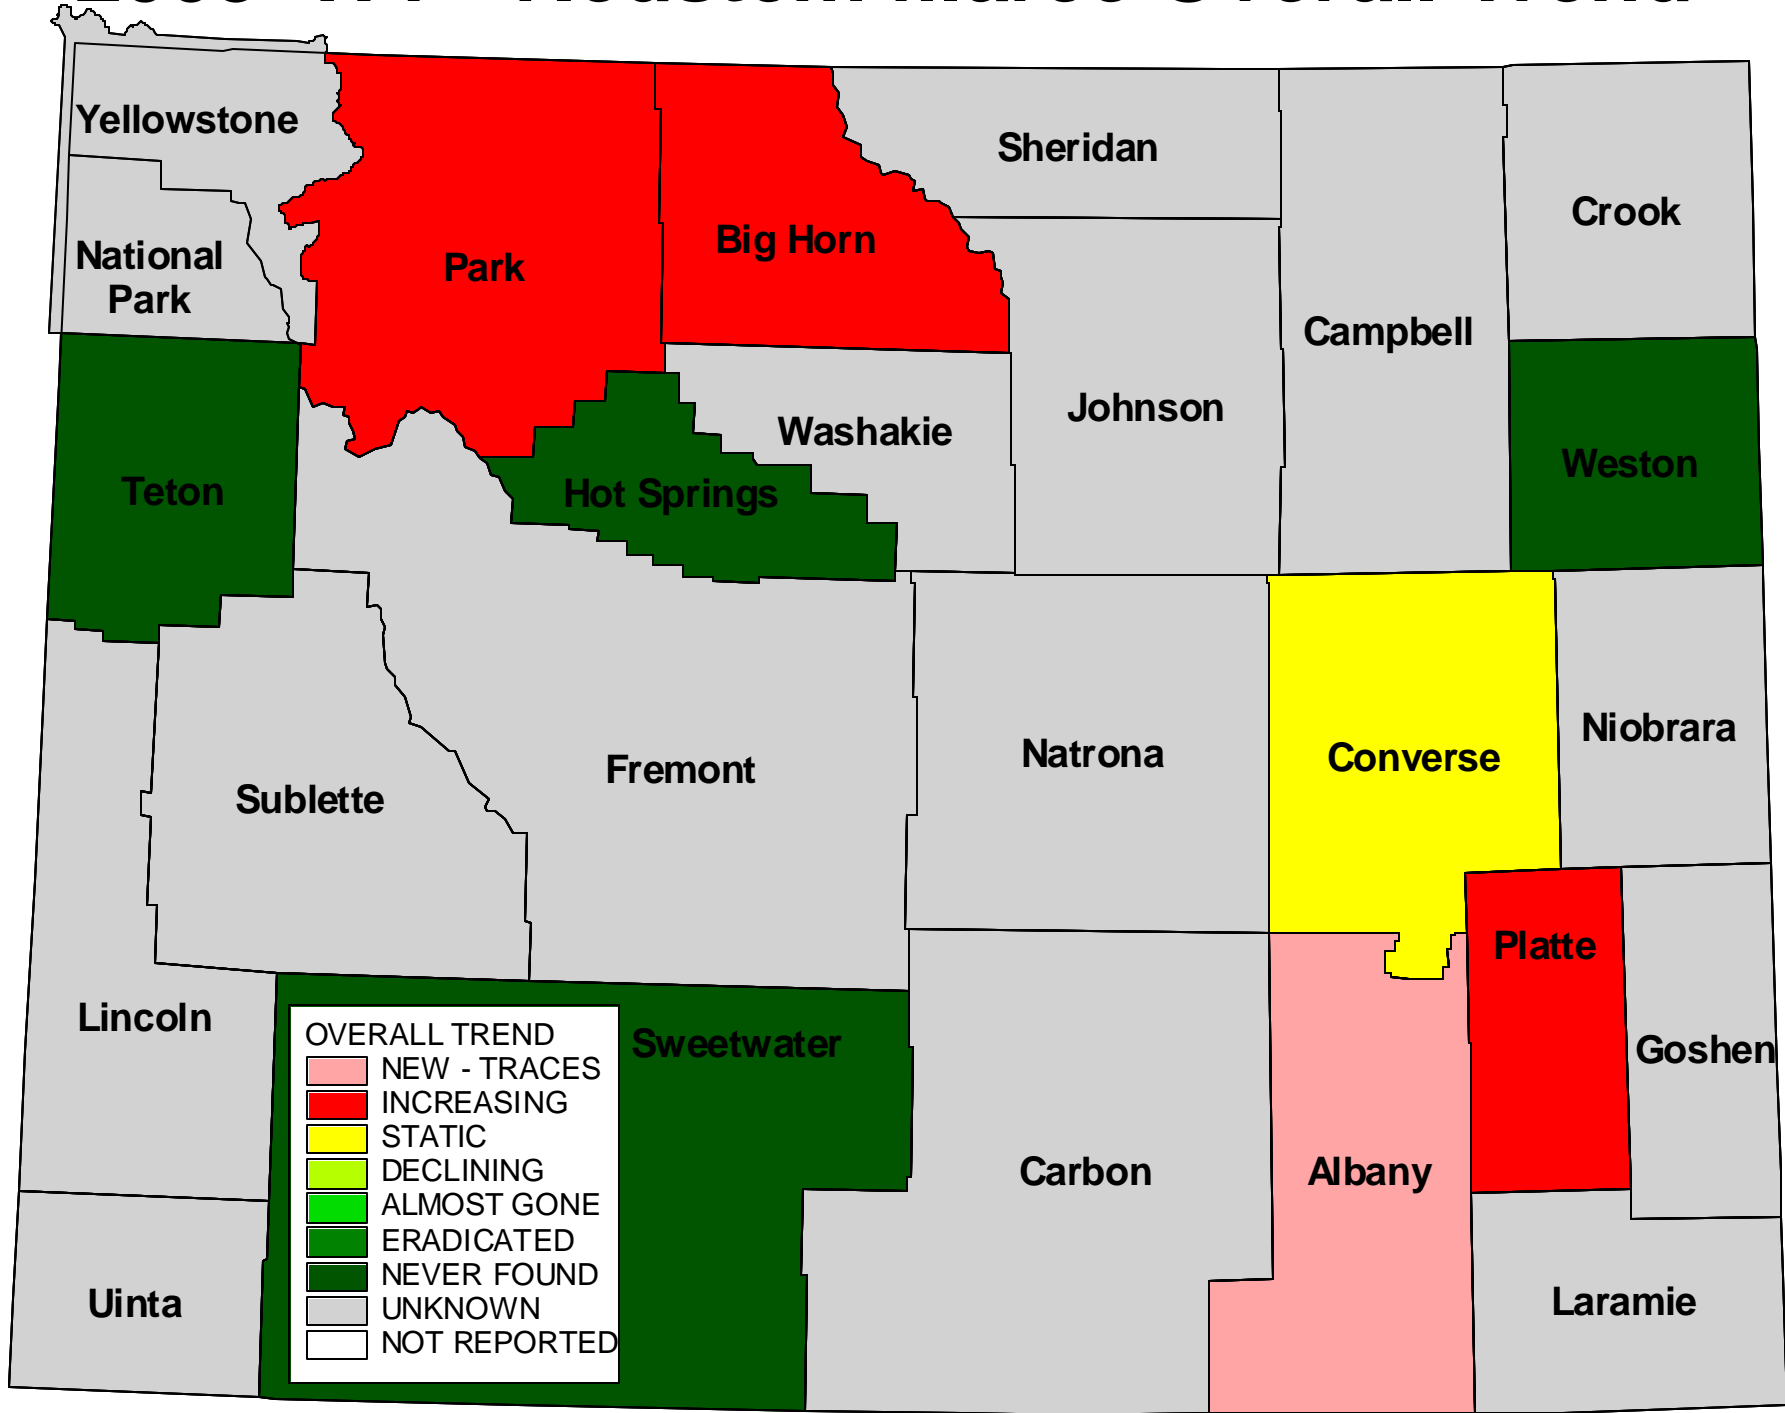 Yellowstone
National
Park
Park
Big Horn
Sheridan
Crook
Campbell
Johnson
Washakie
Hot Springs
Teton
Weston
Fremont
Sublette
Natrona
Converse
Niobrara
Platte
Goshen
Lincoln
Sweetwater
Carbon
Albany
Uinta
Laramie
OVERALL TREND
NEW - TRACES
INCREASING
STATIC
DECLINING
ALMOST GONE
ERADICATED
NEVER FOUND
UNKNOWN
NOT REPORTED